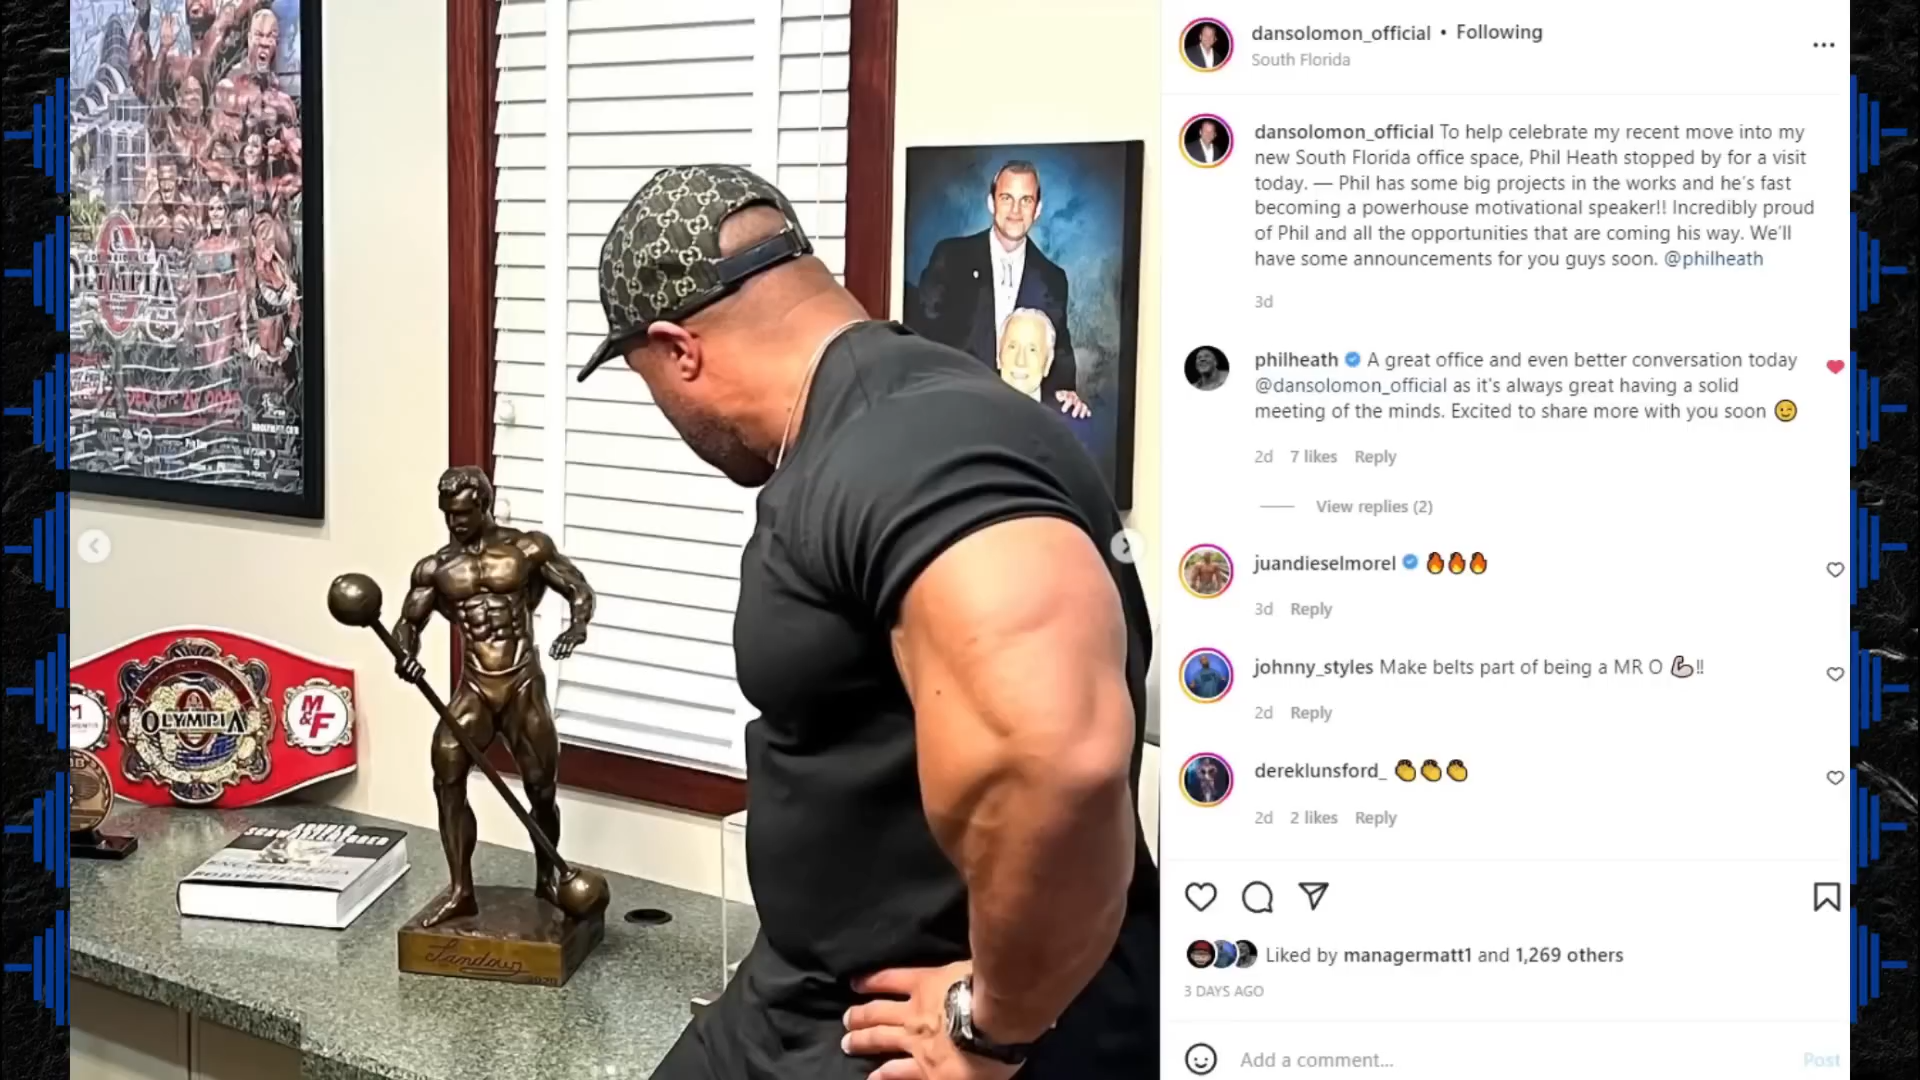 dansolomon_official • Following
South Florida
dansolomon_official To help celebrate my recent move into my
new South Florida office space, Phil Heath stopped by for a visit
today. — Phil has some big projects in the works and he's fast
becoming a powerhouse motivational speaker!! Incredibly proud
of Phil and all the opportunities that are coming his way. We'll
have some announcements for you guys soon. @philheath
3d
philheath A great office and even better conversation today
@dansolomon_official as it's always great having a solid
meeting of the minds. Excited to share more with you soon 😉
2d 7 likes Reply
View replies (2)
juandieselmorel 🔥🔥🔥
3d Reply
johnny_styles Make belts part of being a MR O 💪!!
2d Reply
dereklunsford_ 👏👏👏
2d 2 likes Reply
Liked by managermatt1 and 1,269 others
3 DAYS AGO
Add a comment...
Post
OLYMPIA
OLYMPIA
M&F
ARNOLD
SCHWARZENEGGER
ENCYCLOPEDIA
BODYBUILDING
Sandow